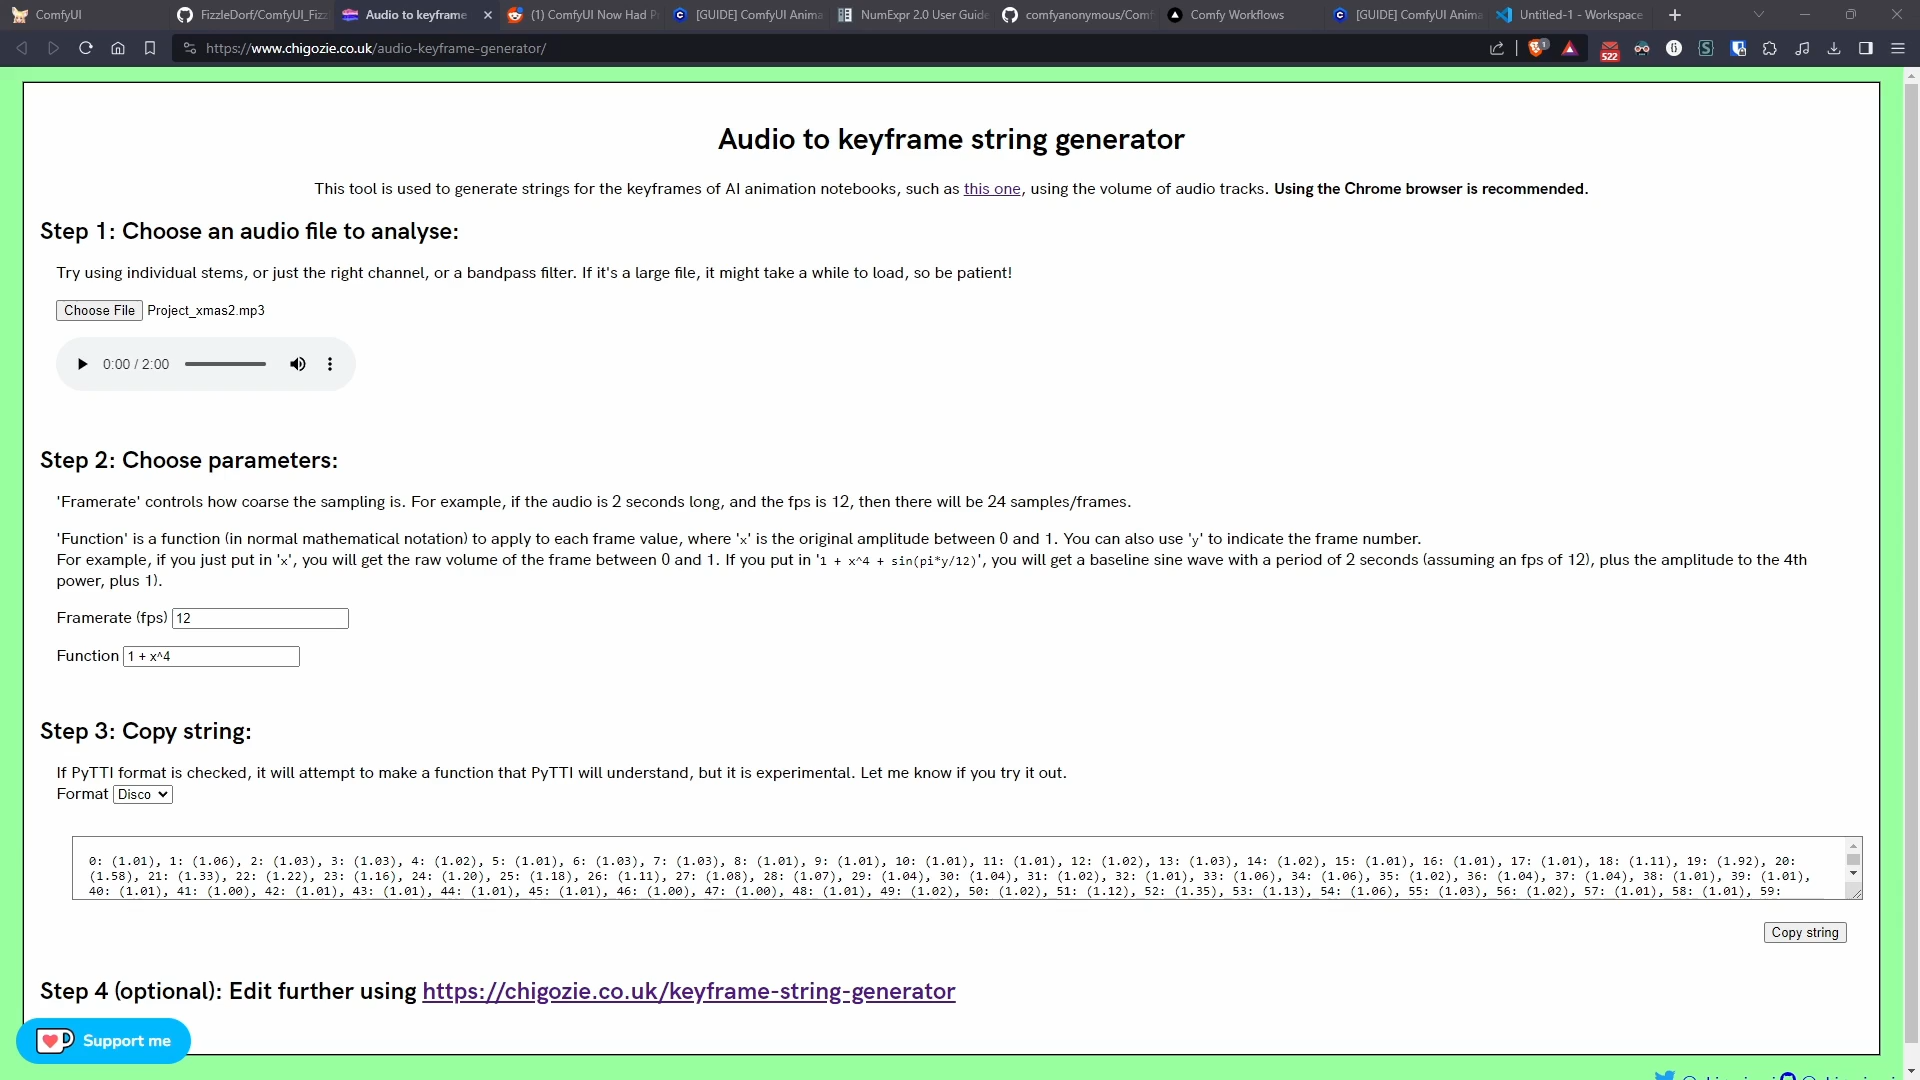 ComfyUI
FizzleDorf/ComfyUI_Fizz
Audio to keyframe
(1) ComfyUI Now Had P
[GUIDE] ComfyUI Anima
NumExpr 2.0 User Guide
comfyanonymous/Comf
Comfy Workflows
[GUIDE] ComfyUI Anima
Untitled-1 - Workspace
https://www.chigozie.co.uk/audio-keyframe-generator/
1
522
Audio to keyframe string generator
This tool is used to generate strings for the keyframes of AI animation notebooks, such as this one, using the volume of audio tracks. Using the Chrome browser is recommended.
Step 1: Choose an audio file to analyse:
Try using individual stems, or just the right channel, or a bandpass filter. If it's a large file, it might take a while to load, so be patient!
Choose File Project_xmas2.mp3
0:00 / 2:00
Step 2: Choose parameters:
'Framerate' controls how coarse the sampling is. For example, if the audio is 2 seconds long, and the fps is 12, then there will be 24 samples/frames.
'Function' is a function (in normal mathematical notation) to apply to each frame value, where 'x' is the original amplitude between 0 and 1. You can also use 'y' to indicate the frame number.
For example, if you just put in 'x', you will get the raw volume of the frame between 0 and 1. If you put in '1 + x^4 + sin(pi*y/12)', you will get a baseline sine wave with a period of 2 seconds (assuming an fps of 12), plus the amplitude to the 4th
power, plus 1).
Framerate (fps) 12
Function 1 + x^4
Step 3: Copy string:
If PyTTI format is checked, it will attempt to make a function that PyTTI will understand, but it is experimental. Let me know if you try it out.
Format Disco
0: (1.01), 1: (1.06), 2: (1.03), 3: (1.03), 4: (1.02), 5: (1.01), 6: (1.03), 7: (1.03), 8: (1.01), 9: (1.01), 10: (1.01), 11: (1.01), 12: (1.02), 13: (1.03), 14: (1.02), 15: (1.01), 16: (1.01), 17: (1.01), 18: (1.11), 19: (1.92), 20:
(1.58), 21: (1.33), 22: (1.22), 23: (1.16), 24: (1.20), 25: (1.18), 26: (1.11), 27: (1.08), 28: (1.07), 29: (1.04), 30: (1.04), 31: (1.02), 32: (1.01), 33: (1.06), 34: (1.06), 35: (1.02), 36: (1.04), 37: (1.04), 38: (1.01), 39: (1.01),
40: (1.01), 41: (1.00), 42: (1.01), 43: (1.01), 44: (1.01), 45: (1.01), 46: (1.00), 47: (1.00), 48: (1.01), 49: (1.02), 50: (1.02), 51: (1.12), 52: (1.35), 53: (1.13), 54: (1.06), 55: (1.03), 56: (1.02), 57: (1.01), 58: (1.01), 59:
Copy string
Step 4 (optional): Edit further using https://chigozie.co.uk/keyframe-string-generator
Support me